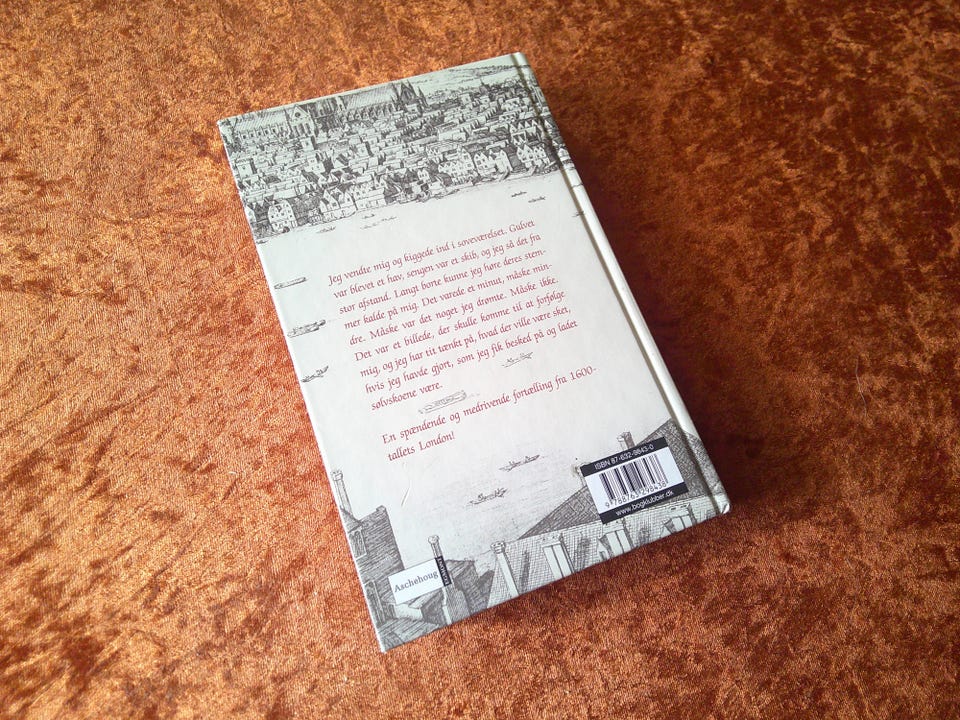 Jeg vendte mig og kiggede ind i soveværelset. Gulvet
var blevet et hav, sengen var et skib, og jeg så det fra
stor afstand. Langt borte kunne jeg høre deres stem-
mer kalde på mig. Det varede et minut, måske min-
dre. Måske var det noget jeg drømte. Måske ikke.
Det var et billede, der skulle komme til at forfølge
mig, og jeg har tit tænkt på, hvad der ville være sket,
hvis jeg havde gjort, som jeg fik besked på og ladet
sølvskoene være.
En spændende og medrivende fortælling fra 1600-
tallets London!
ISBN 87-632-9843-0
9 788763 298438
www.bogklubber.dk
Aschehoug